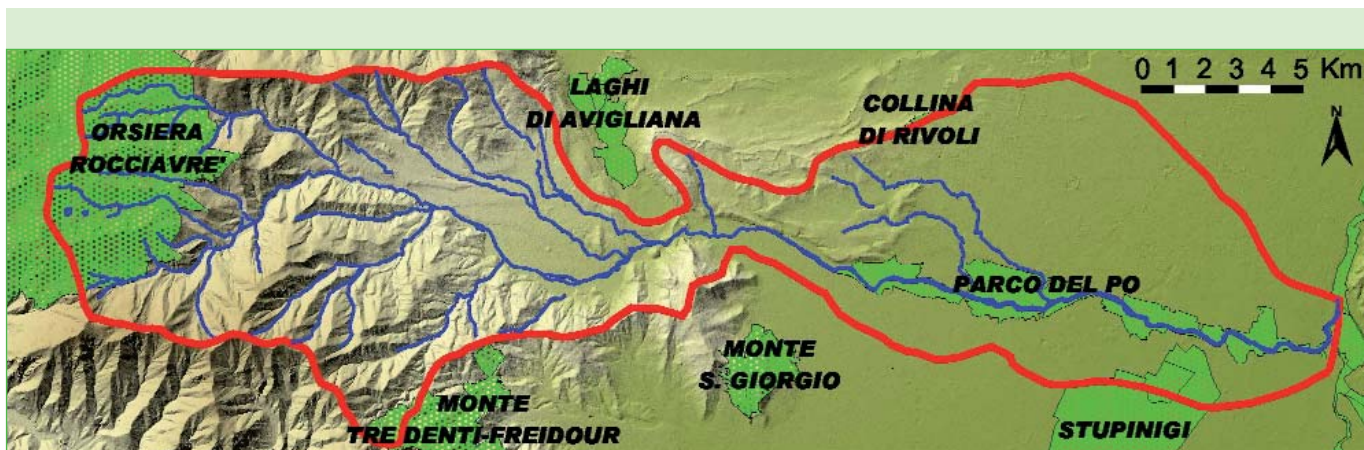 0 1 2 3 4 5 Km
N
LAGHI
DI AVIGLIANA
COLLINA
DI RIVOLI
ORSIERA
ROCCIAVRE'
PARCO DEL PO
MONTE
S. GIORGIO
MONTE
TRE DENTI-FREIDOUR
STUPINIGI